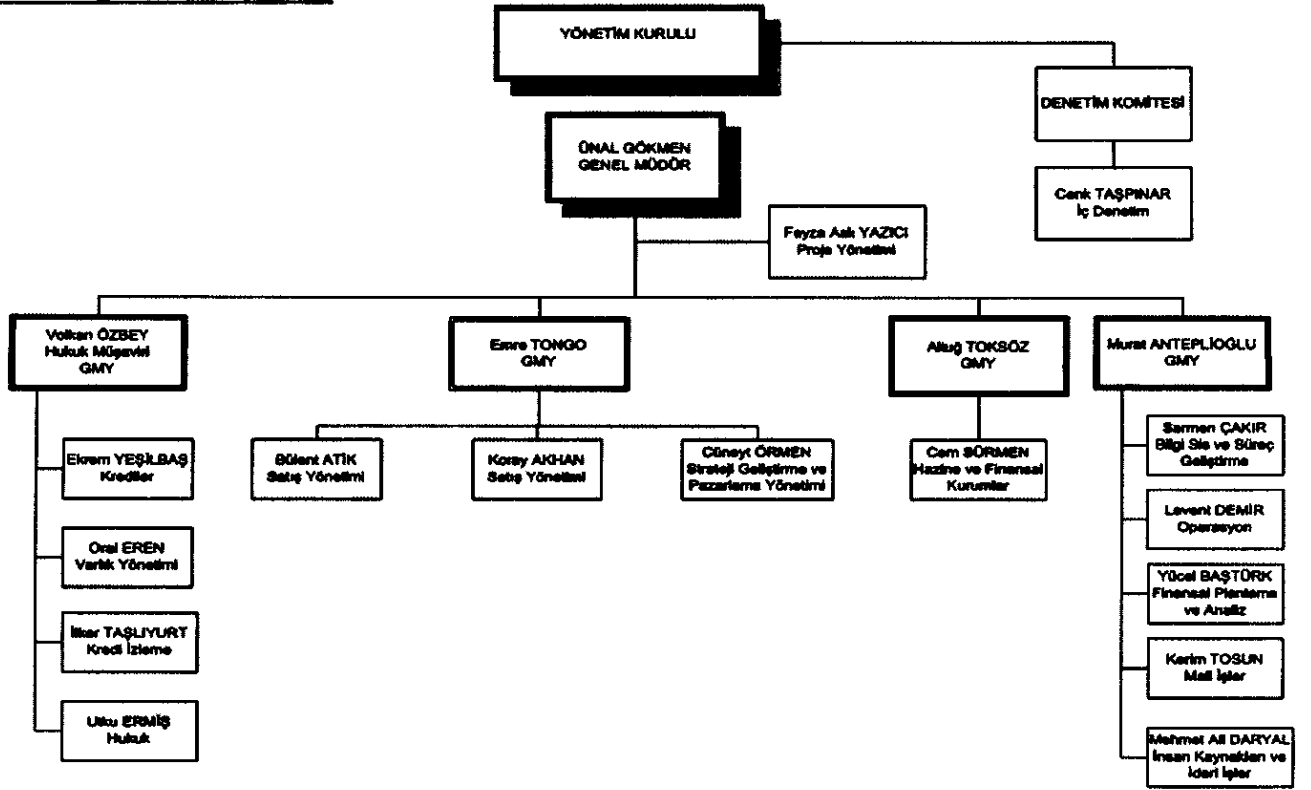 YÖNETİM KURULU
DENETİM KOMİTESİ
ÜNAL GÖKMEN
GENEL MÜDÜR
Cenk TAŞPINAR
İç Denetim
Feyza Aslı YAZICI
Proje Yönetimi
Volkan ÖZBEY
Hukuk Müşaviri
GMY
Emre TONGO
GMY
Altuğ TOKSÖZ
GMY
Murat ANTEPLİOĞLU
GMY
Ekrem YEŞİLBAŞ
Krediler
Oral EREN
Varlık Yönetimi
İlker TAŞLIYURT
Kredi İzleme
Utku ERMİŞ
Hukuk
Bülent ATİK
Satış Yönetimi
Koray AKHAN
Satış Yönetimi
Cüneyt ÖRMEN
Strateji Geliştirme ve
Pazarlama Yönetimi
Cem SÜRMEN
Hazine ve Finansal
Kurumlar
Sermen ÇAKIR
Bilgi Sis ve Süreç
Geliştirme
Levent DEMİR
Operasyon
Yücel BAŞTÜRK
Finansal Planlama
ve Analiz
Kerim TOSUN
Mali İşler
Mehmet Ali DARYAL
İnsan Kaynakları ve
İdari İşler